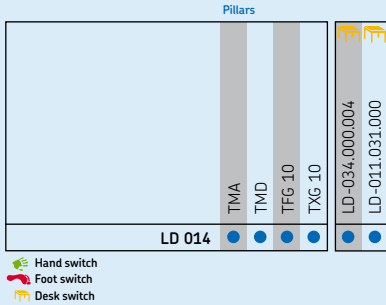 Pillars
TMA
TMD
TFG 10
TXG 10
LD-034.000.004
LD-011.031.000
LD 014
Hand switch
Foot switch
Desk switch